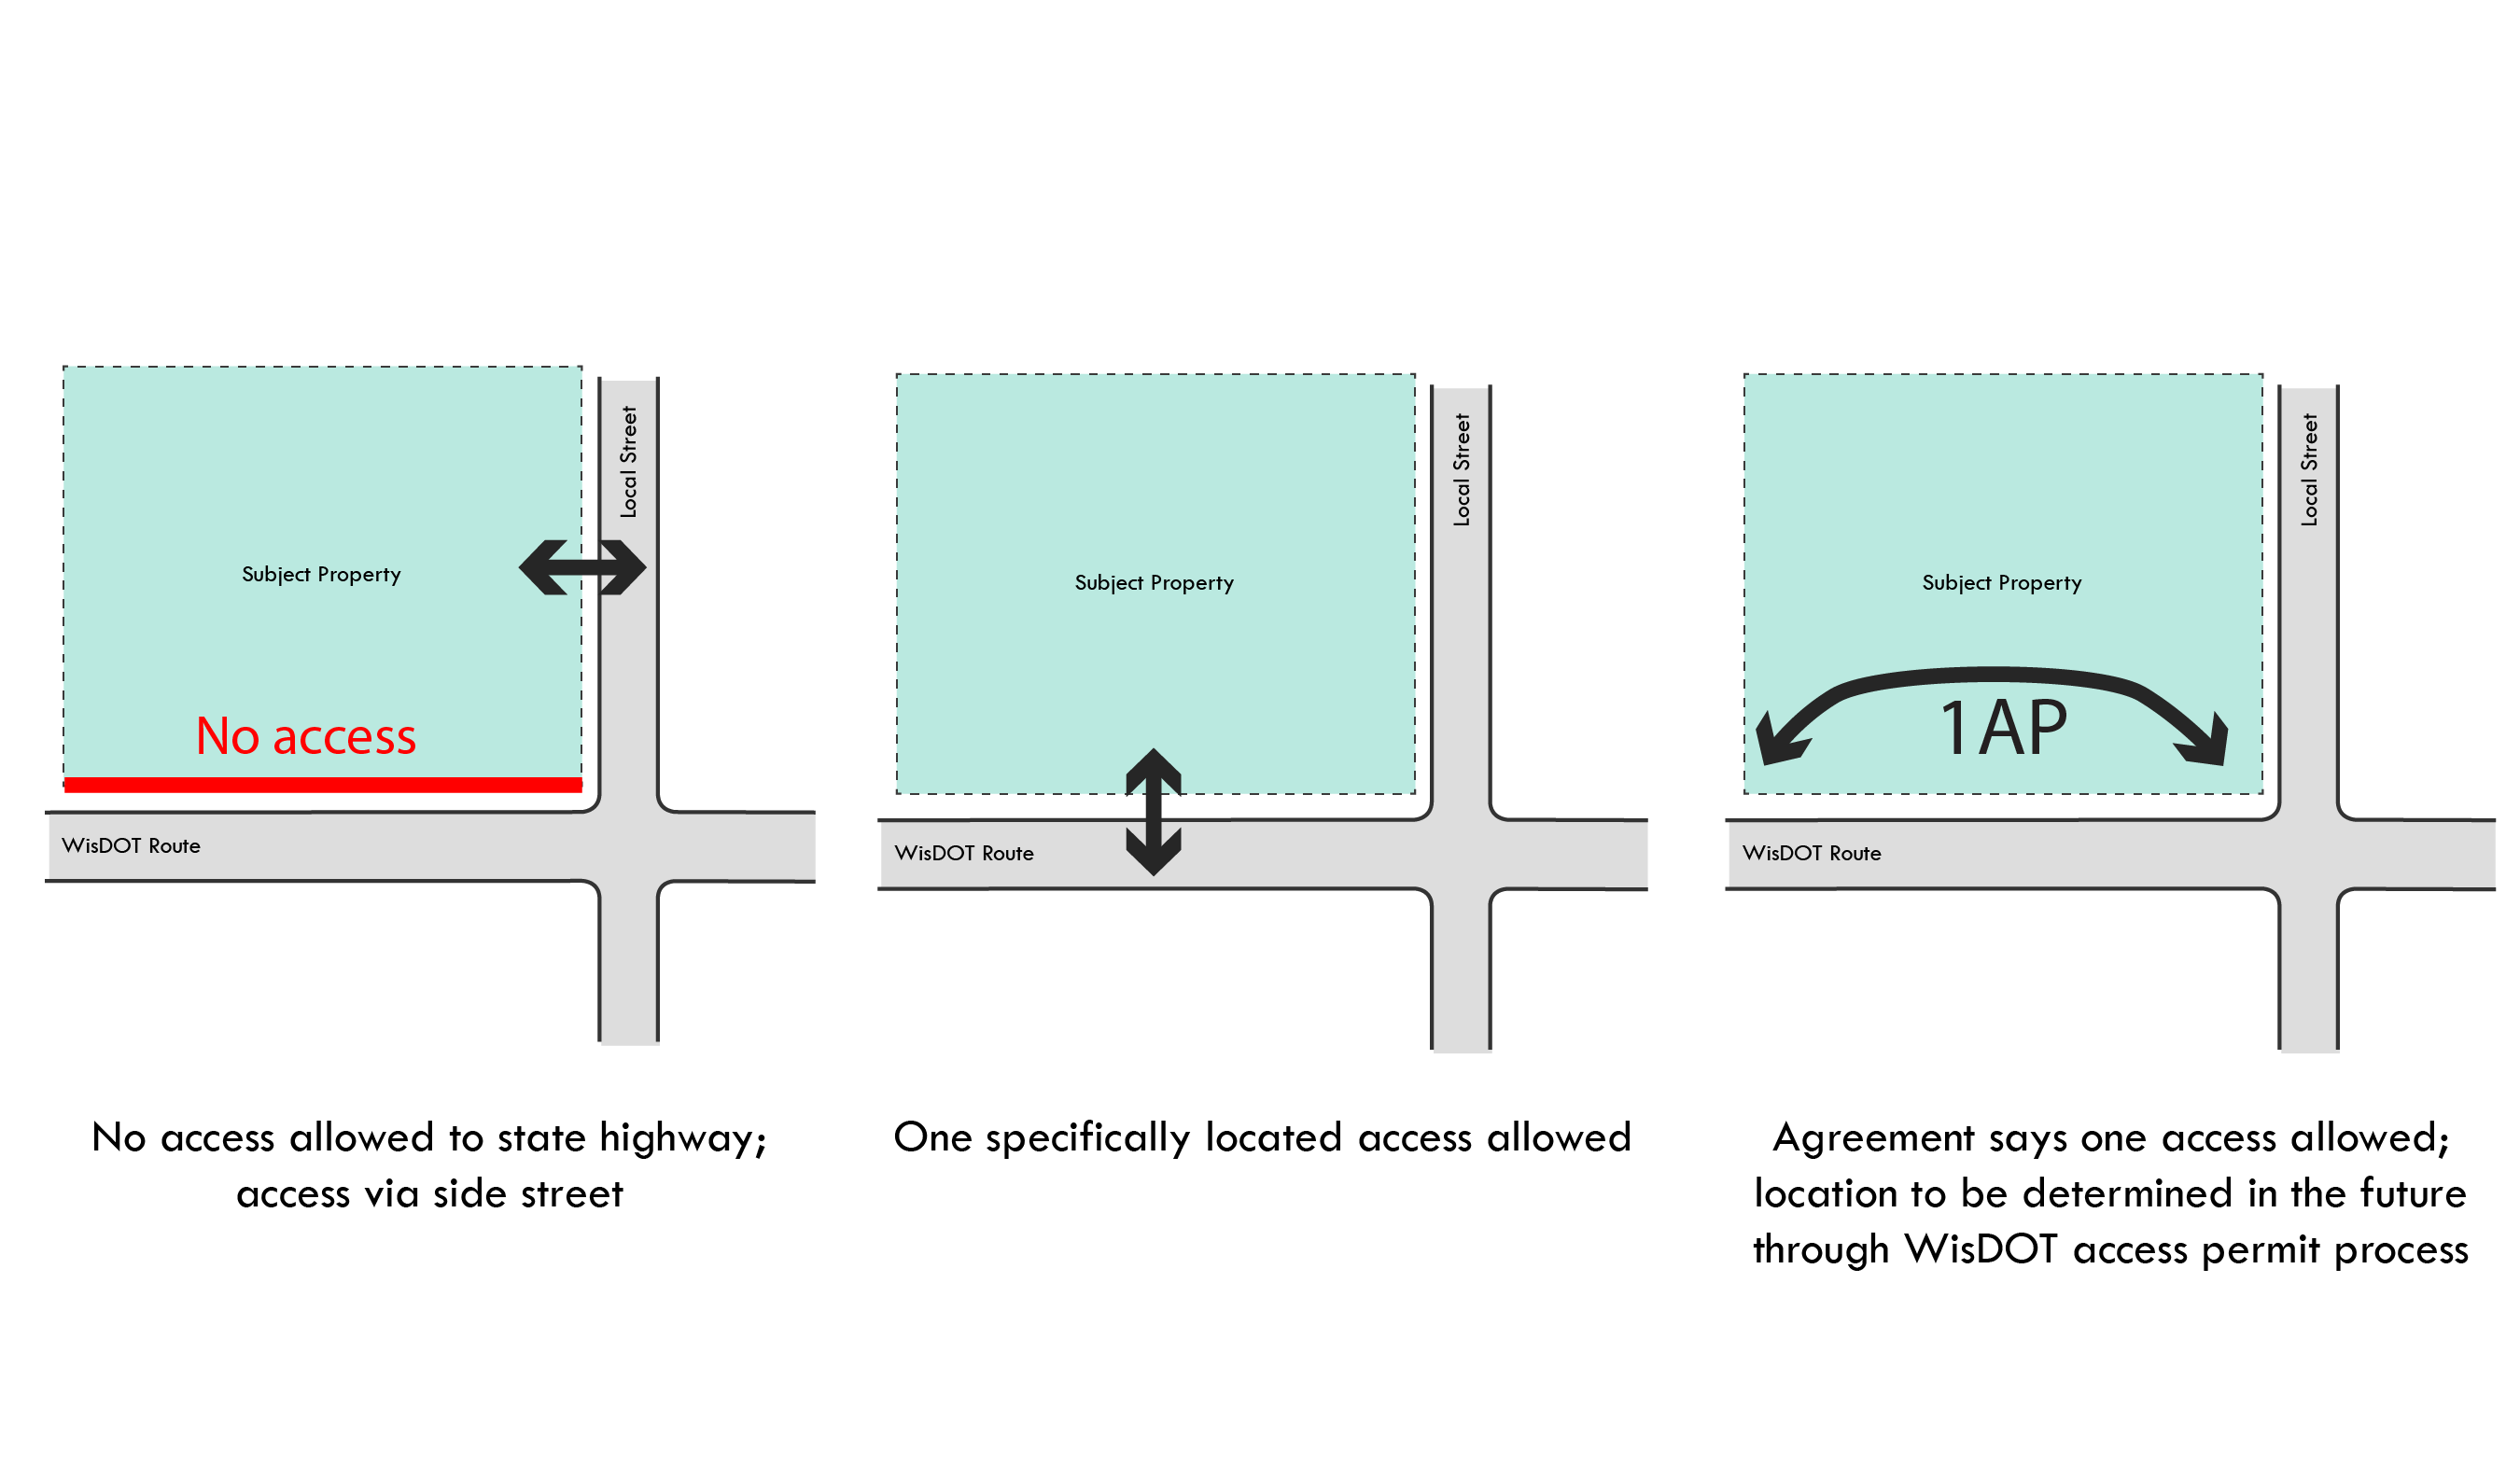 Local Street
Subject Property
No access
WisDOT Route
No access allowed to state highway;
access via side street
Local Street
Subject Property
WisDOT Route
One specifically located access allowed
Local Street
Subject Property
1AP
WisDOT Route
Agreement says one access allowed;
location to be determined in the future
through WisDOT access permit process